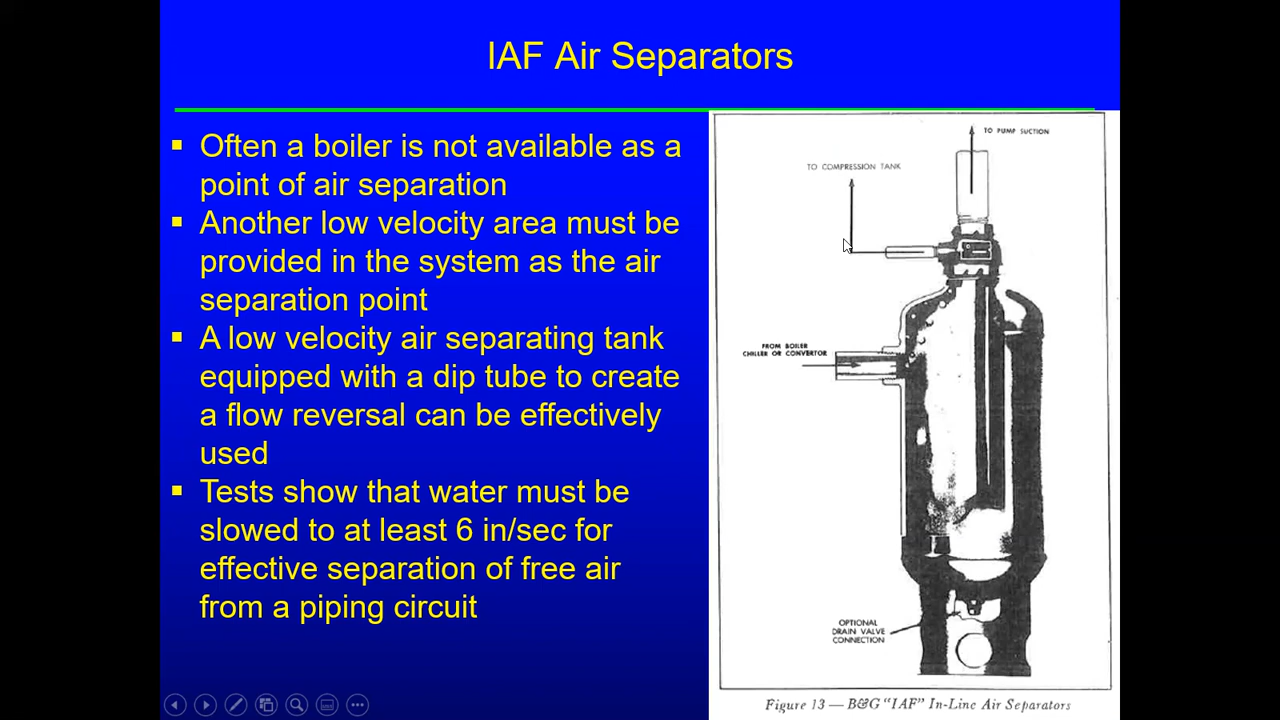 IAF Air Separators
Often a boiler is not available as a
point of air separation
Another low velocity area must be
provided in the system as the air
separation point
A low velocity air separating tank
equipped with a dip tube to create
a flow reversal can be effectively
used
Tests show that water must be
slowed to at least 6 in/sec for
effective separation of free air
from a piping circuit
TO PUMP SUCTION
TO COMPRESSION TANK
FROM BOILER
CHILLER OR CONVERTOR
OPTIONAL
DRAIN VALVE
CONNECTION
Figure 13 — B&G "IAF" In-Line Air Separators